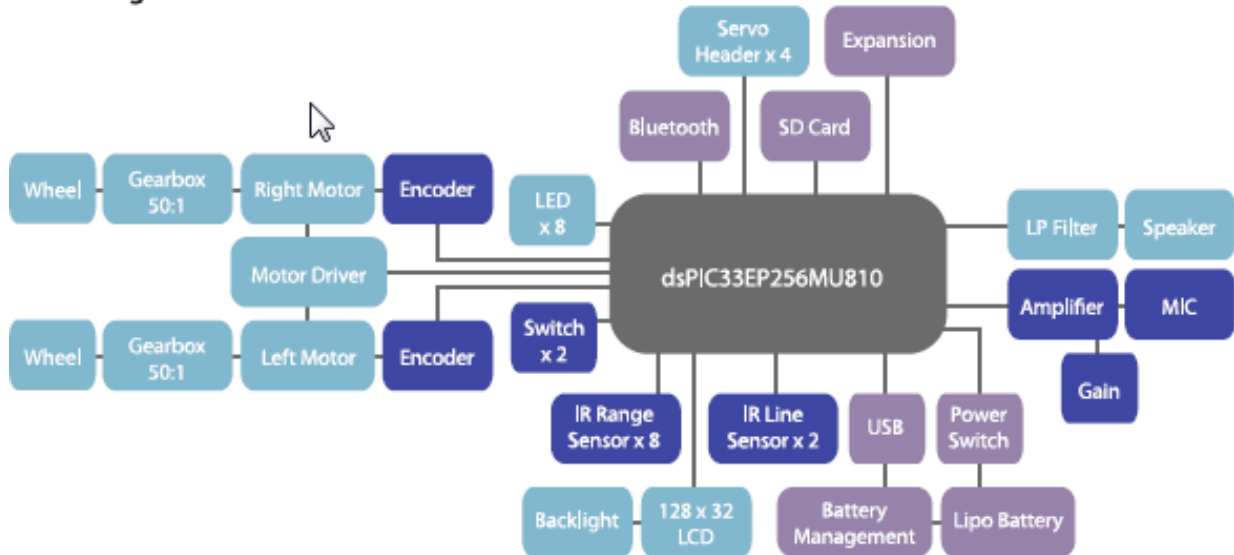 Servo
Header x 4
Expansion
Bluetooth
SD Card
Wheel
Gearbox
50:1
Right Motor
Encoder
LED
x 8
LP Filter
Speaker
Motor Driver
dsPIC33EP256MU810
Amplifier
MIC
Wheel
Gearbox
50:1
Left Motor
Encoder
Switch
x 2
Gain
IR Range
Sensor x 8
IR Line
Sensor x 2
USB
Power
Switch
Backlight
128 x 32
LCD
Battery
Management
Lipo Battery